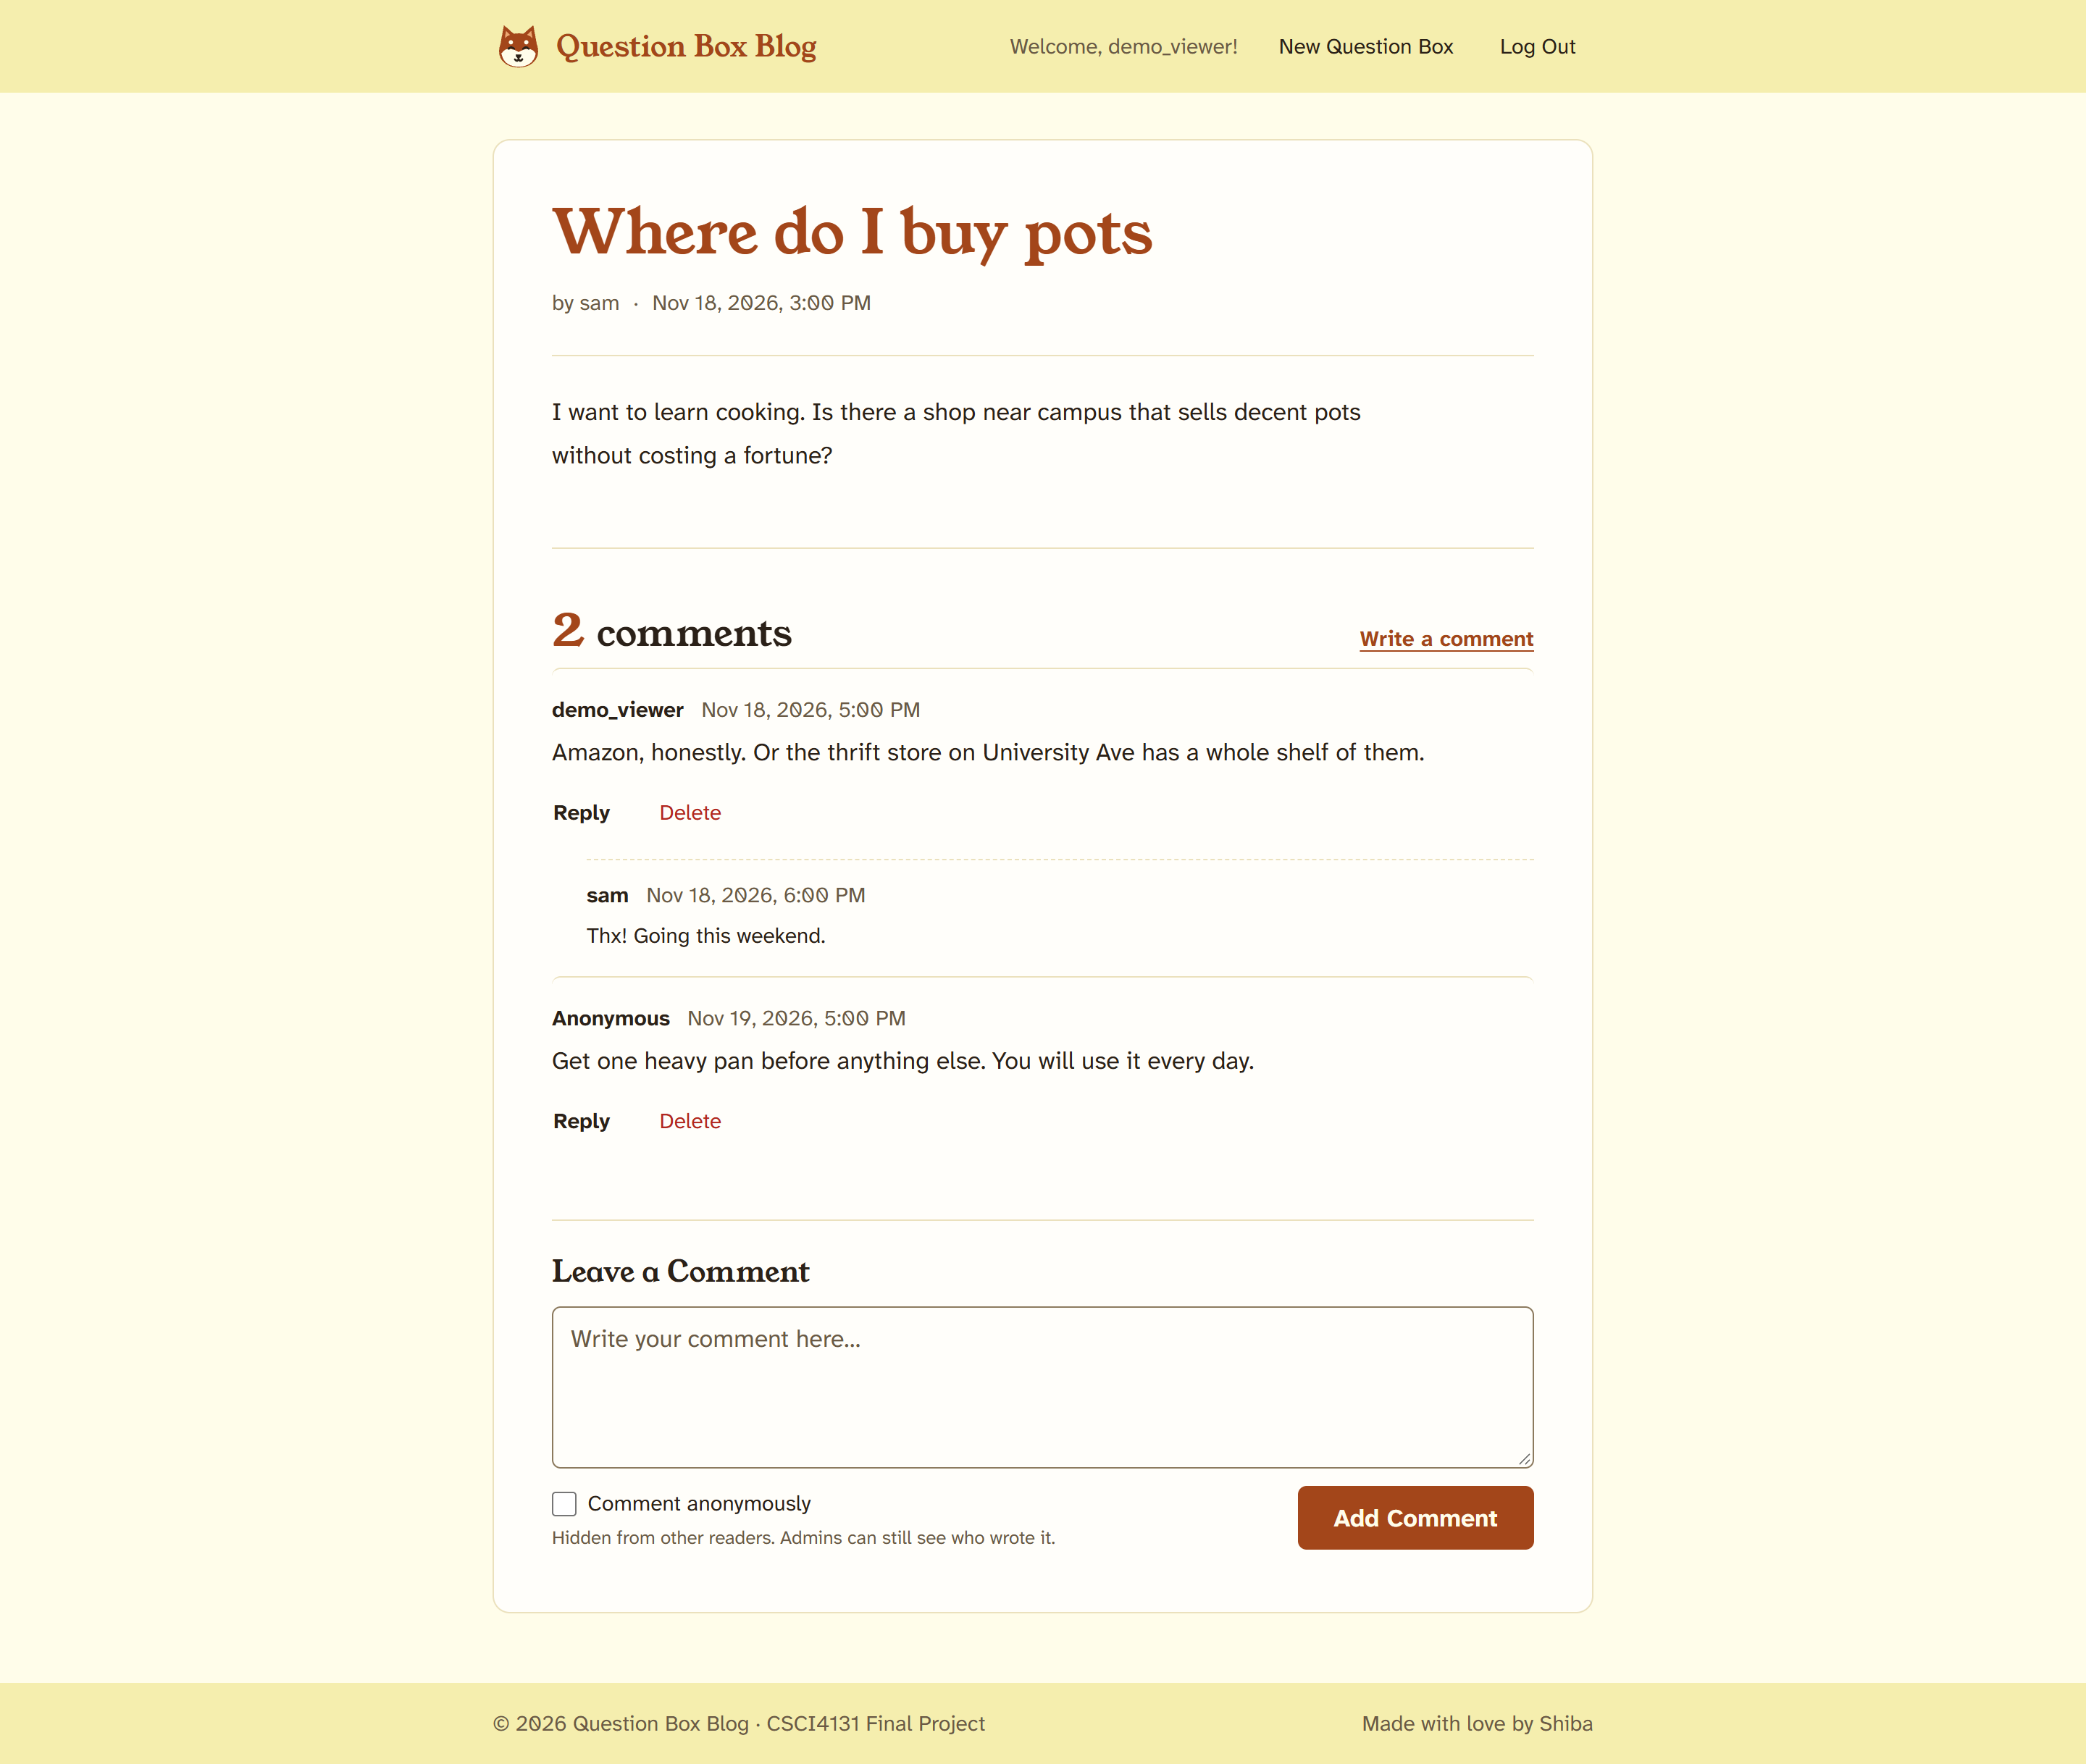 Question Box Blog
Welcome, demo_viewer!
New Question Box
Log Out
Where do I buy pots
by sam · Nov 18, 2026, 3:00 PM
I want to learn cooking. Is there a shop near campus that sells decent pots
without costing a fortune?
2 comments
Write a comment
demo_viewer Nov 18, 2026, 5:00 PM
Amazon, honestly. Or the thrift store on University Ave has a whole shelf of them.
Reply Delete
sam Nov 18, 2026, 6:00 PM
Thx! Going this weekend.
Anonymous Nov 19, 2026, 5:00 PM
Get one heavy pan before anything else. You will use it every day.
Reply Delete
Leave a Comment
Write your comment here...
Comment anonymously
Hidden from other readers. Admins can still see who wrote it.
Add Comment
© 2026 Question Box Blog · CSCI4131 Final Project
Made with love by Shiba